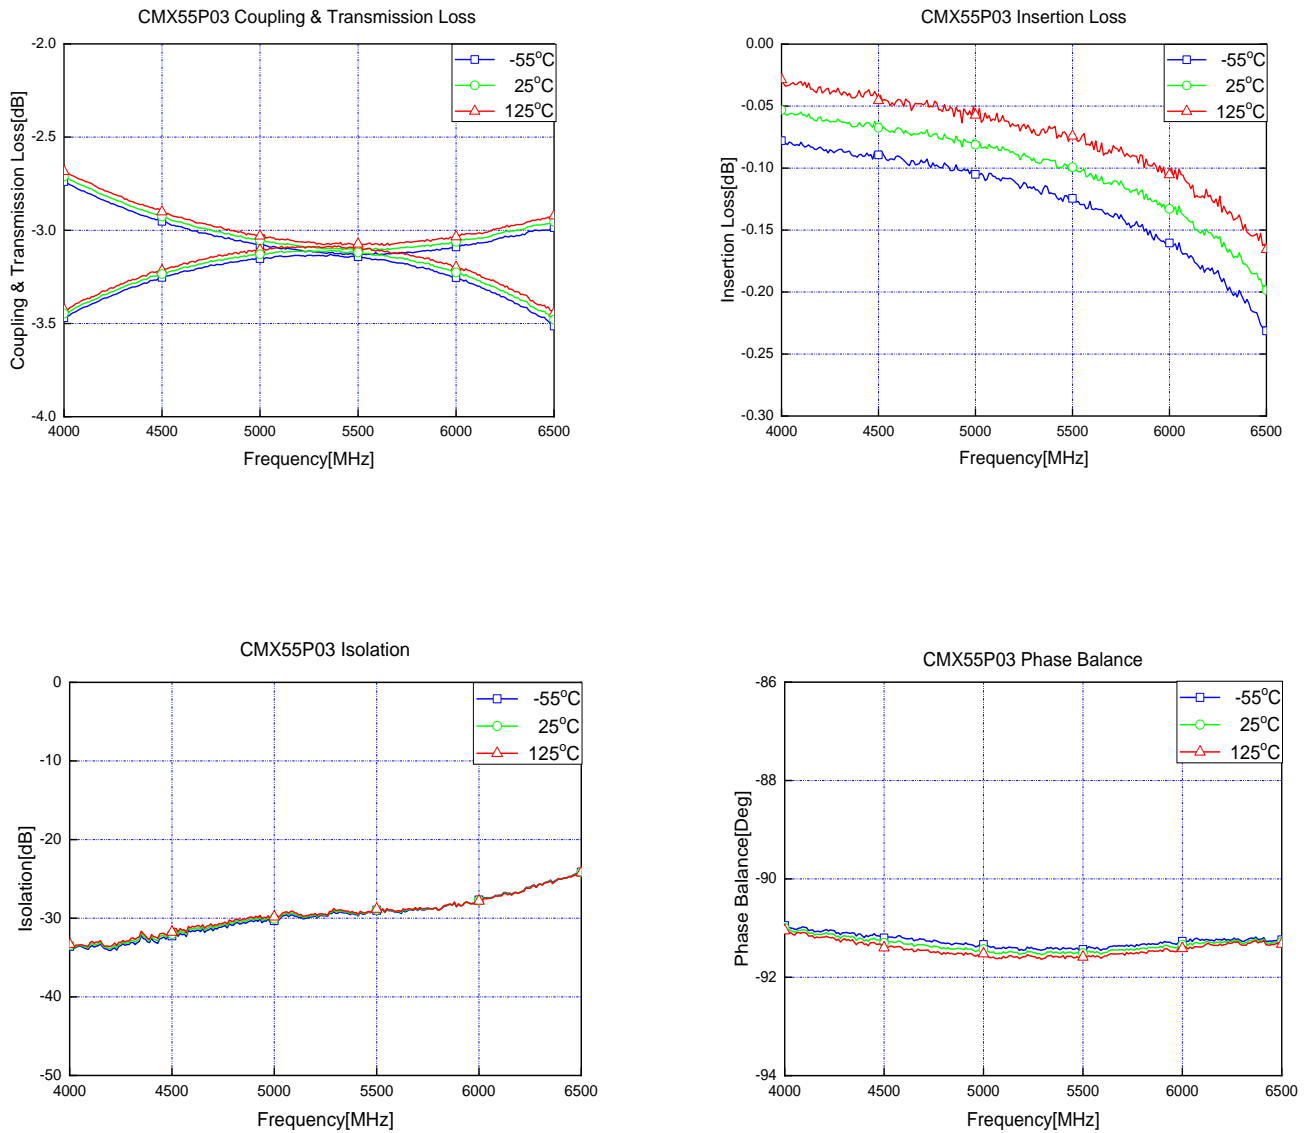 CMX55P03 Coupling & Transmission Loss
-2.0
-2.5
-3.0
-3.5
-4.0
4000 4500 5000 5500 6000 6500
Coupling & Transmission Loss[dB]
Frequency[MHz]
-55°C
25°C
125°C
CMX55P03 Insertion Loss
0.00
-0.05
-0.10
-0.15
-0.20
-0.25
-0.30
4000 4500 5000 5500 6000 6500
Insertion Loss[dB]
Frequency[MHz]
-55°C
25°C
125°C
CMX55P03 Isolation
0
-10
-20
-30
-40
-50
4000 4500 5000 5500 6000 6500
Isolation[dB]
Frequency[MHz]
-55°C
25°C
125°C
CMX55P03 Phase Balance
-86
-88
-90
-92
-94
4000 4500 5000 5500 6000 6500
Phase Balance[Deg]
Frequency[MHz]
-55°C
25°C
125°C